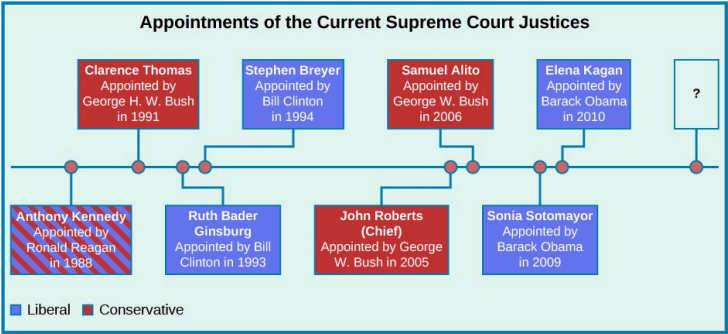 Appointments of the Current Supreme Court Justices
Clarence Thomas
Appointed by
George H. W. Bush
in 1991
Stephen Breyer
Appointed by
Bill Clinton
in 1994
Samuel Alito
Appointed by
George W. Bush
in 2006
Elena Kagan
Appointed by
Barack Obama
in 2010
?
Anthony Kennedy
Appointed by
Ronald Reagan
in 1988
Ruth Bader
Ginsburg
Appointed by Bill
Clinton in 1993
John Roberts
(Chief)
Appointed by George
W. Bush in 2005
Sonia Sotomayor
Appointed by
Barack Obama
in 2009
Liberal
Conservative